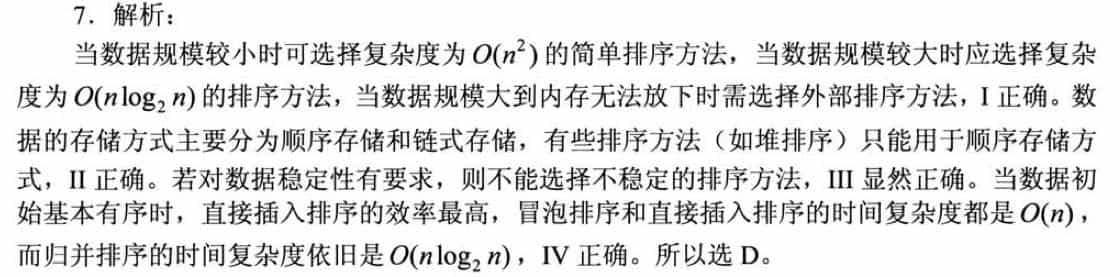 7．解析：
当数据规模较小时可选择复杂度为 O(n²) 的简单排序方法，当数据规模较大时应选择复杂
度为 O(nlog₂ n) 的排序方法，当数据规模大到内存无法放下时需选择外部排序方法，I 正确。数
据的存储方式主要分为顺序存储和链式存储，有些排序方法（如堆排序）只能用于顺序存储方
式，II 正确。若对数据稳定性有要求，则不能选择不稳定的排序方法，III 显然正确。当数据初
始基本有序时，直接插入排序的效率最高，冒泡排序和直接插入排序的时间复杂度都是 O(n)，
而归并排序的时间复杂度依旧是 O(nlog₂ n)，IV 正确。所以选 D。